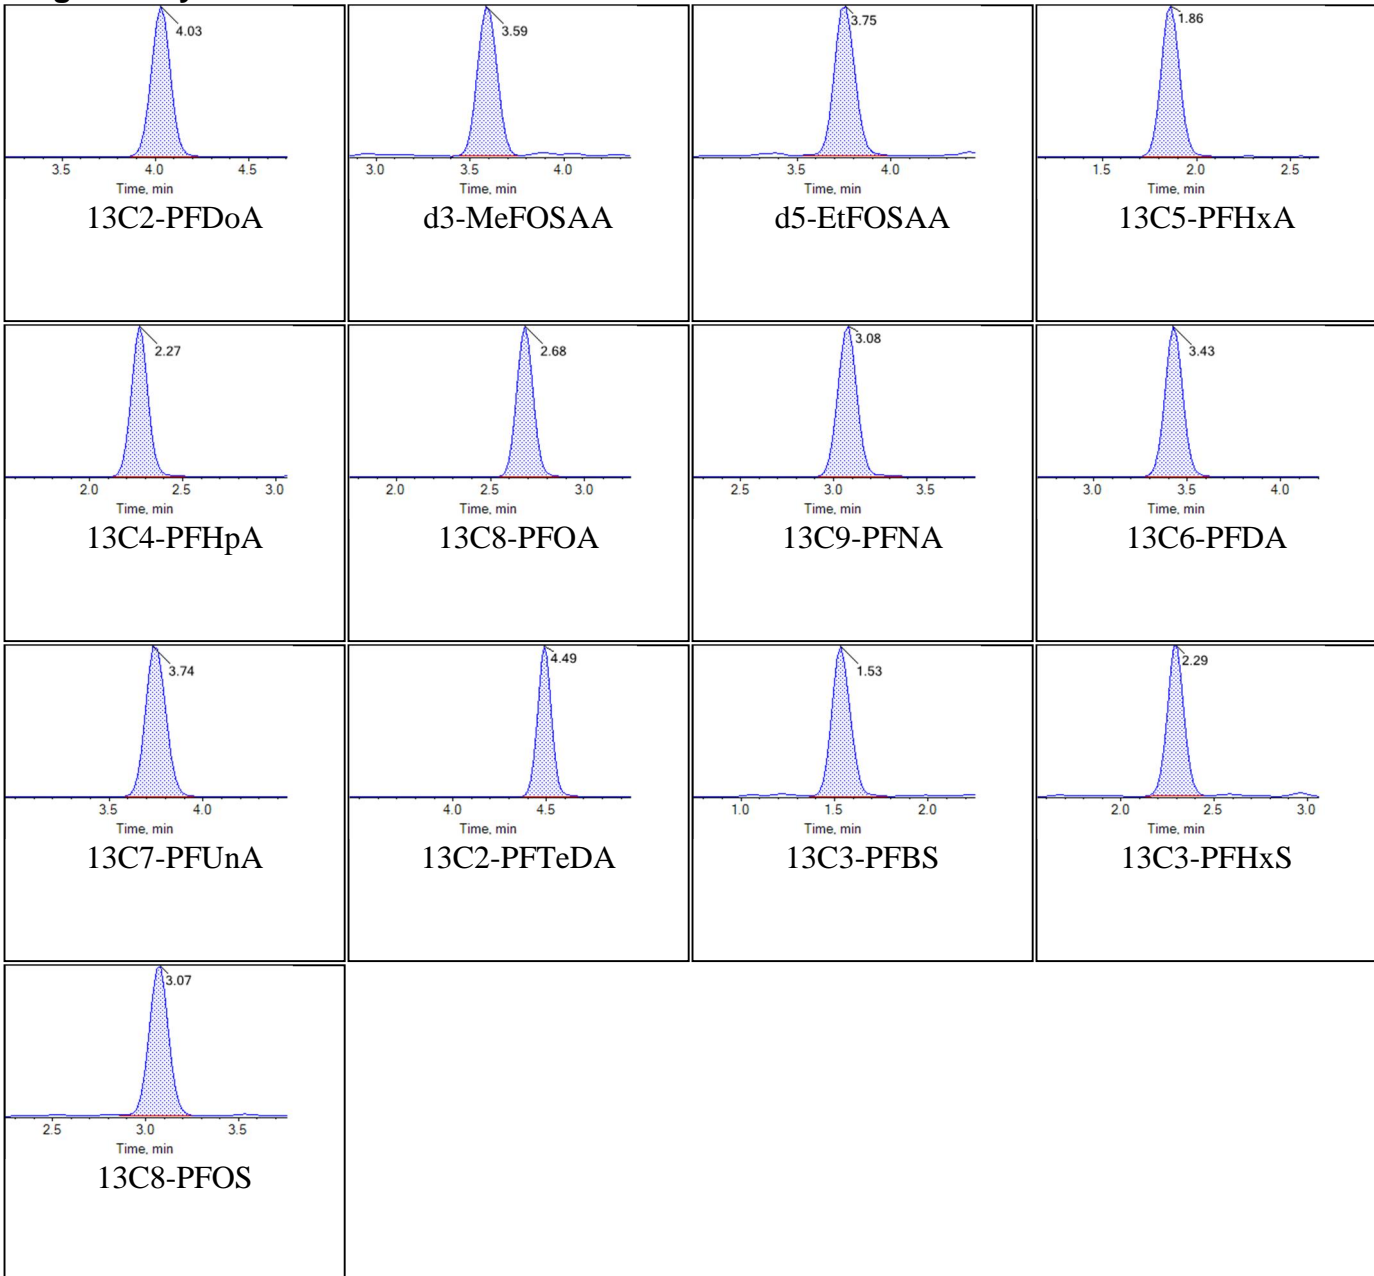 4.03
3.5 4.0 4.5
Time, min
13C2-PFDoA
3.59
3.0 3.5 4.0
Time, min
d3-MeFOSAA
3.75
3.5 4.0
Time, min
d5-EtFOSAA
1.86
1.5 2.0 2.5
Time, min
13C5-PFHxA
2.27
2.0 2.5 3.0
Time, min
13C4-PFHpA
2.68
2.0 2.5 3.0
Time, min
13C8-PFOA
3.08
2.5 3.0 3.5
Time, min
13C9-PFNA
3.43
3.0 3.5 4.0
Time, min
13C6-PFDA
3.74
3.5 4.0
Time, min
13C7-PFUnA
4.49
4.0 4.5
Time, min
13C2-PFTeDA
1.53
1.0 1.5 2.0
Time, min
13C3-PFBS
2.29
2.0 2.5 3.0
Time, min
13C3-PFHxS
3.07
2.5 3.0 3.5
Time, min
13C8-PFOS